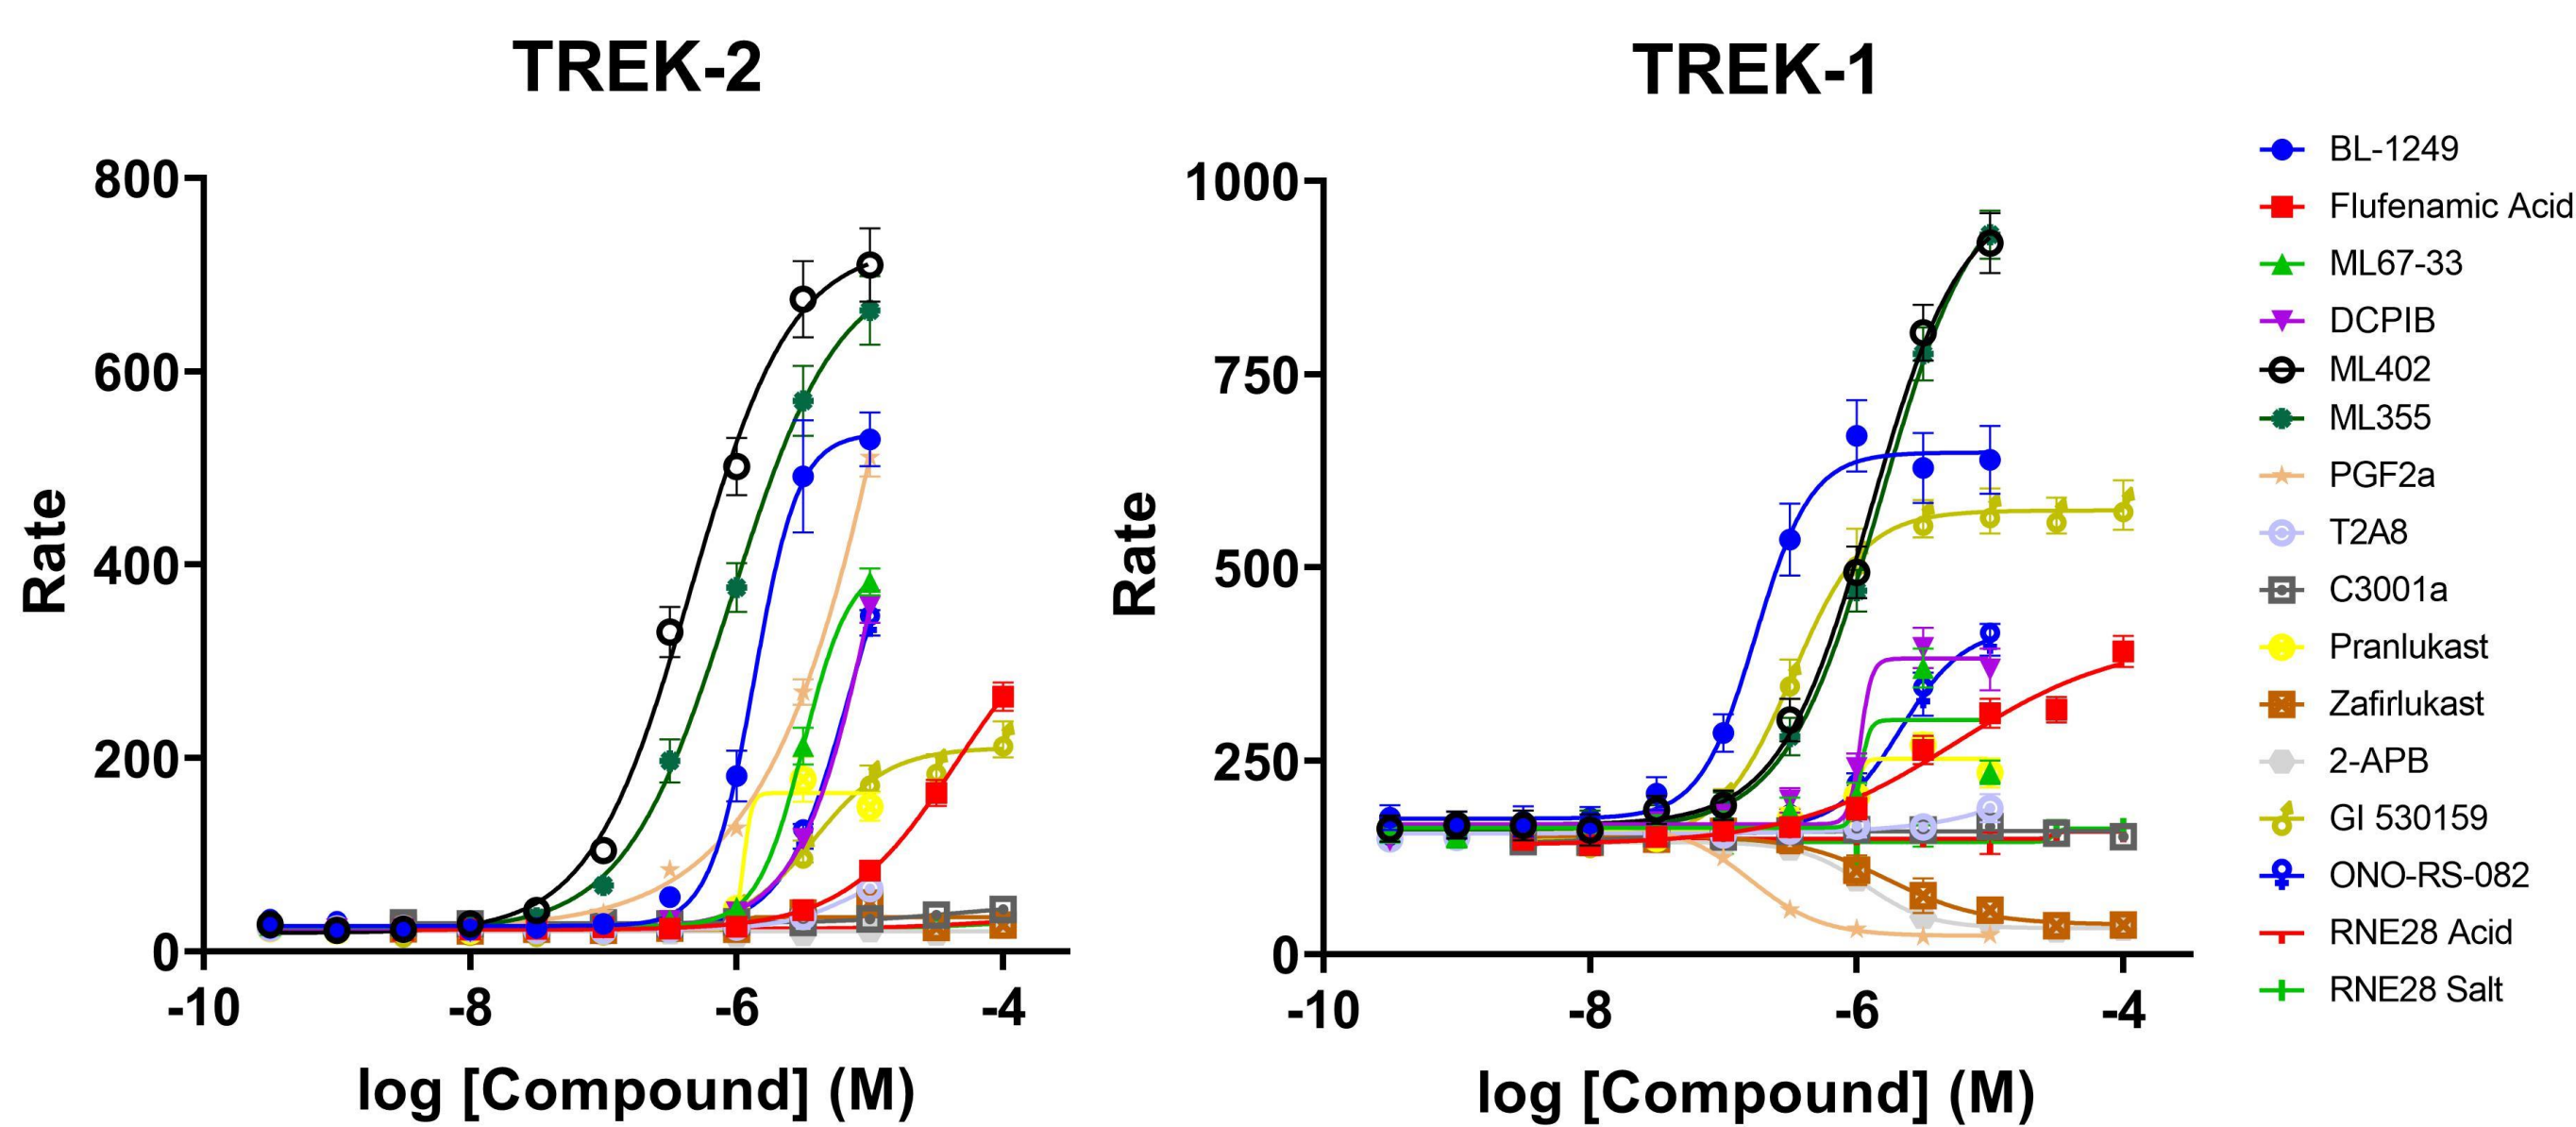 TREK-2
800
600
400
200
0
Rate
-10
-8
-6
-4
log [Compound] (M)
TREK-1
1000
750
500
250
0
Rate
-10
-8
-6
-4
log [Compound] (M)
BL-1249
Flufenamic Acid
ML67-33
DCPIB
ML402
ML355
PGF2a
T2A8
C3001a
Pranlukast
Zafirlukast
2-APB
GI 530159
ONO-RS-082
RNE28 Acid
RNE28 Salt